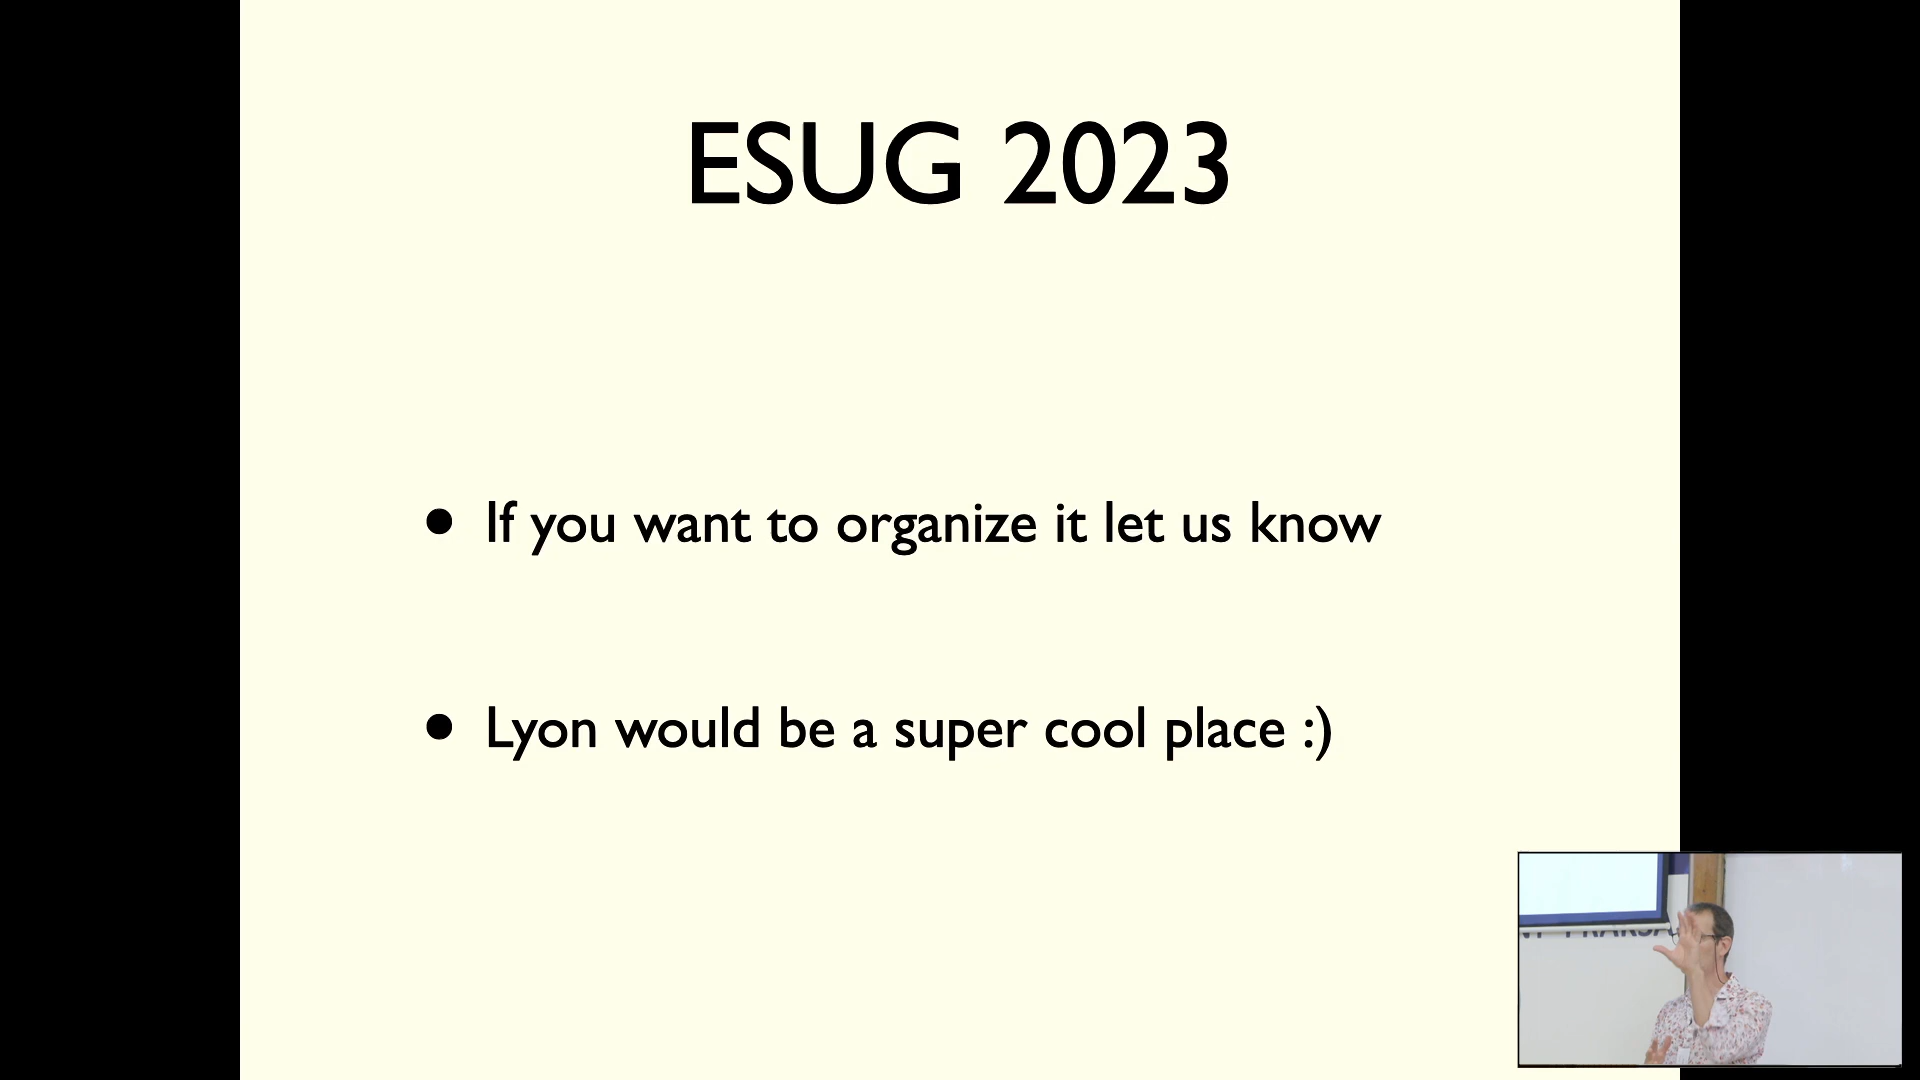 ESUG 2023
• If you want to organize it let us know
• Lyon would be a super cool place :)